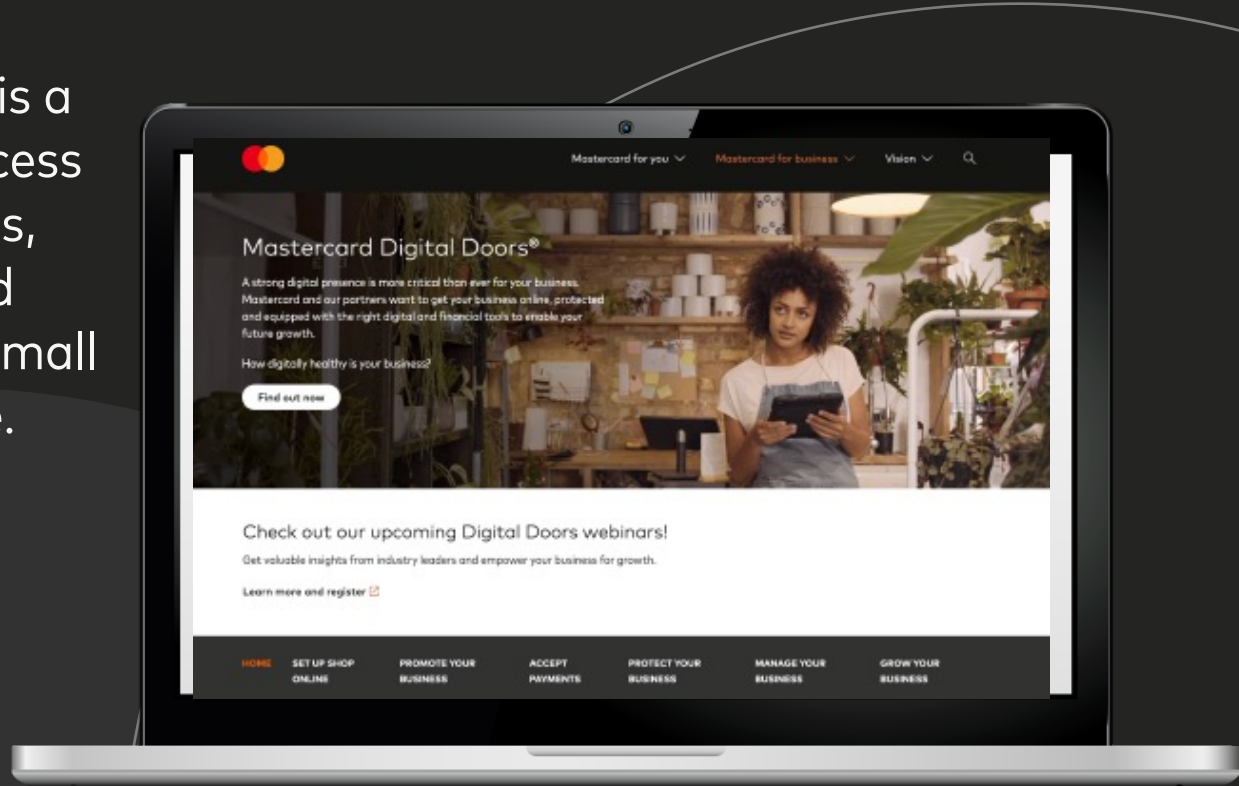 is a
cess
s,
d
mall
.
Mastercard for you
Mastercard for business
Vision
Mastercard Digital Doors®
A strong digital presence is more critical than ever for your business.
Mastercard and our partners want to get your business online, protected
and equipped with the right digital and financial tools to enable your
future growth.
How digitally healthy is your business?
Find out now
Check out our upcoming Digital Doors webinars!
Get valuable insights from industry leaders and empower your business for growth.
Learn more and register
HOME
SET UP SHOP
ONLINE
PROMOTE YOUR
BUSINESS
ACCEPT
PAYMENTS
PROTECT YOUR
BUSINESS
MANAGE YOUR
BUSINESS
GROW YOUR
BUSINESS